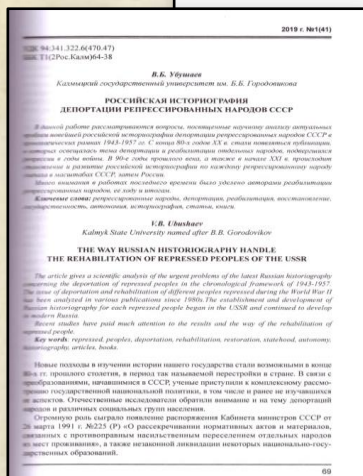 2019 г. №1(41)
УДК 94:341.322.6(470.47)
ББК Т1(2Рос.Калм)64-38
В.Б. Убушаев
Калмыцкий государственный университет им. Б.Б. Городовикова
РОССИЙСКАЯ ИСТОРИОГРАФИЯ
ДЕПОРТАЦИИ РЕПРЕССИРОВАННЫХ НАРОДОВ СССР
В данной работе рассматриваются вопросы, посвященные научному анализу актуальных
проблем новейшей российской историографии депортации репрессированных народов СССР в
хронологических рамках 1943-1957 гг. С конца 80-х годов XX в. стали появляться публикации,
в которых освещалась тема депортации и реабилитации отдельных народов, подвергшихся
репрессии в годы войны. В 90-е годы прошлого века, а также в начале XXI в. происходит
становление и развитие российской историографии по каждому репрессированному народу
сначала в масштабах СССР, затем России.
Много внимания в работах последнего времени было уделено авторами реабилитации
репрессированных народов, ее ходу и итогам.
Ключевые слова: репрессированные народы, депортация, реабилитация, восстановление,
государственность, автономия, историография, статьи, книги.
V.B. Ubushaev
Kalmyk State University named after B.B. Gorodovikov
THE WAY RUSSIAN HISTORIOGRAPHY HANDLE
THE REHABILITATION OF REPRESSED PEOPLES OF THE USSR
The article gives a scientific analysis of the urgent problems of the latest Russian historiography
concerning the deportation of repressed peoples in the chronological framework of 1943-1957.
The issue of deportation and rehabilitation of different peoples repressed during the World War II
has been analyzed in various publications since 1980s. The establishment and development of
Russian historiography for each repressed people began in the USSR and continued to develop
in modern Russia.
Recent studies have paid much attention to the results and the way of the rehabilitation of
repressed people.
Key words: repressed, peoples, deportation, rehabilitation, restoration, statehood, autonomy,
historiography, articles, books.
Новые подходы в изучении истории нашего государства стали возможными в конце
80-х гг. прошлого столетия, в период так называемой перестройки в стране. В связи с
преобразованиями, начавшимися в СССР, ученые приступили к комплексному рассмо-
трению государственной национальной политики, в том числе и ранее не изучавшихся
ее аспектов. Отечественные исследователи обратили внимание и на тему депортаций
народов и различных социальных групп населения.
Огромную роль сыграло появление распоряжения Кабинета министров СССР от
26 марта 1991 г. №225 (Р) «О рассекречивании нормативных актов и материалов,
связанных с противоправным насильственным переселением отдельных народов
из мест проживания», а также незаконной ликвидации некоторых национально-госу-
дарственных образований.
69